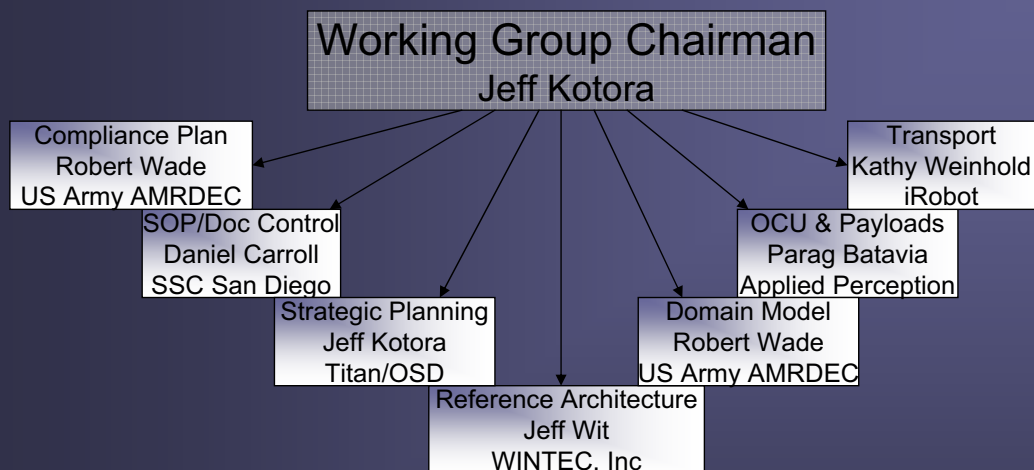 Working Group Chairman
Jeff Kotora
Compliance Plan
Robert Wade
US Army AMRDEC
SOP/Doc Control
Daniel Carroll
SSC San Diego
Strategic Planning
Jeff Kotora
Titan/OSD
Reference Architecture
Jeff Wit
WINTEC, Inc
Domain Model
Robert Wade
US Army AMRDEC
OCU & Payloads
Parag Batavia
Applied Perception
Transport
Kathy Weinhold
iRobot